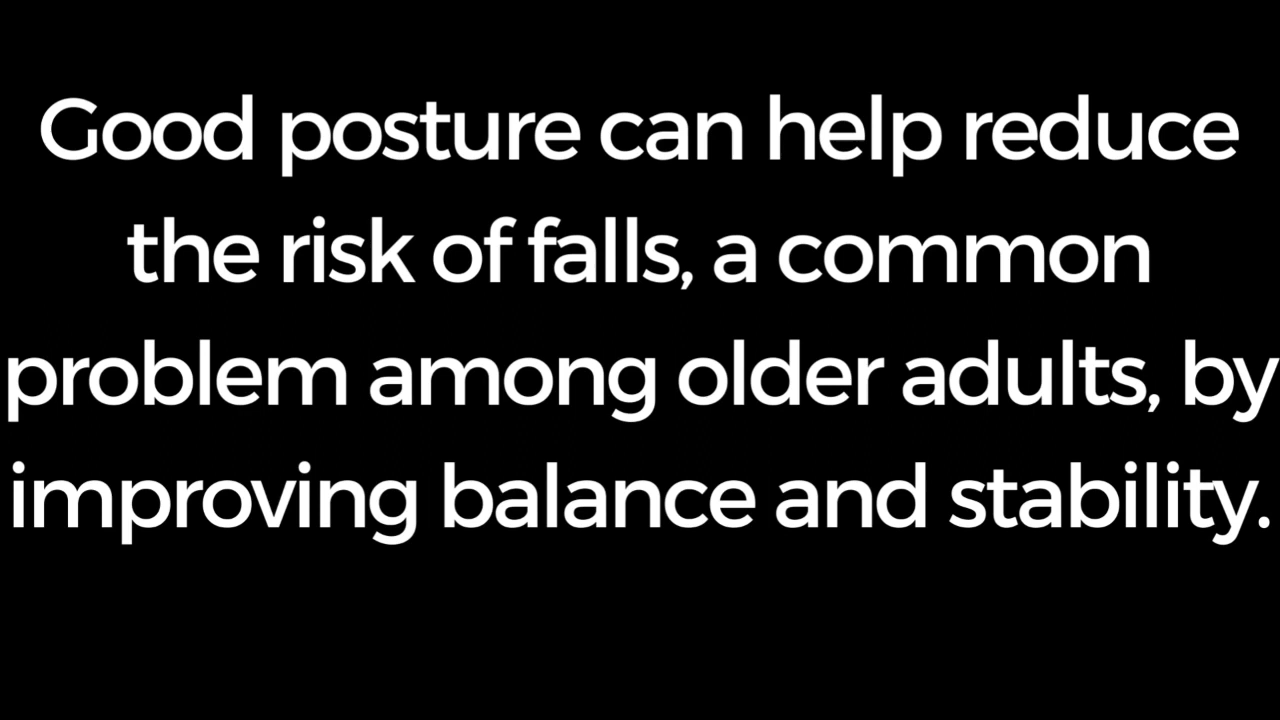 Good posture can help reduce
the risk of falls, a common
problem among older adults, by
improving balance and stability.